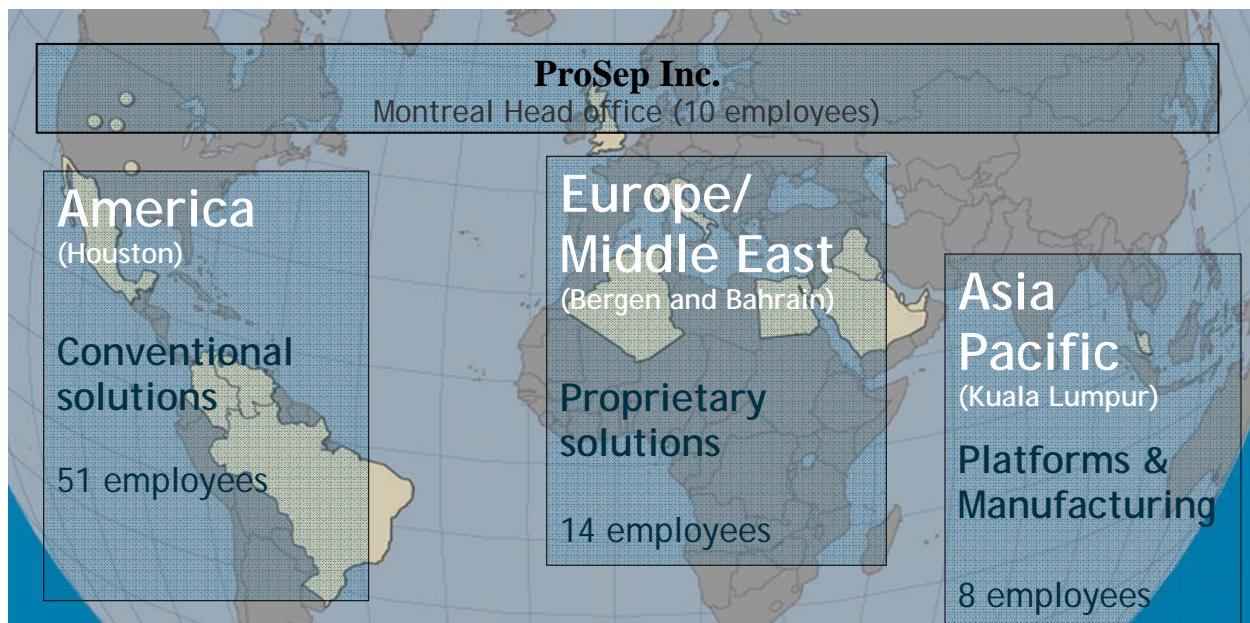 ProSep Inc.
Montreal Head office (10 employees)
America
(Houston)
Conventional
solutions
51 employees
Europe/
Middle East
(Bergen and Bahrain)
Proprietary
solutions
14 employees
Asia
Pacific
(Kuala Lumpur)
Platforms &
Manufacturing
8 employees